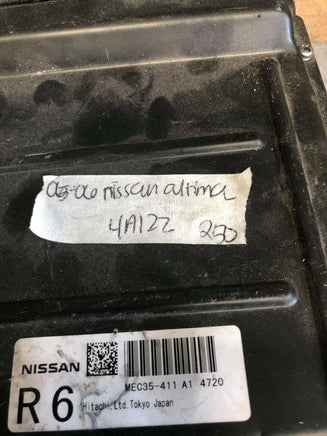 05-06 nissan altima
4A122 250
NISSAN
MEC35-411 A1 4720
R6 Hitachi,Ltd.Tokyo Japan